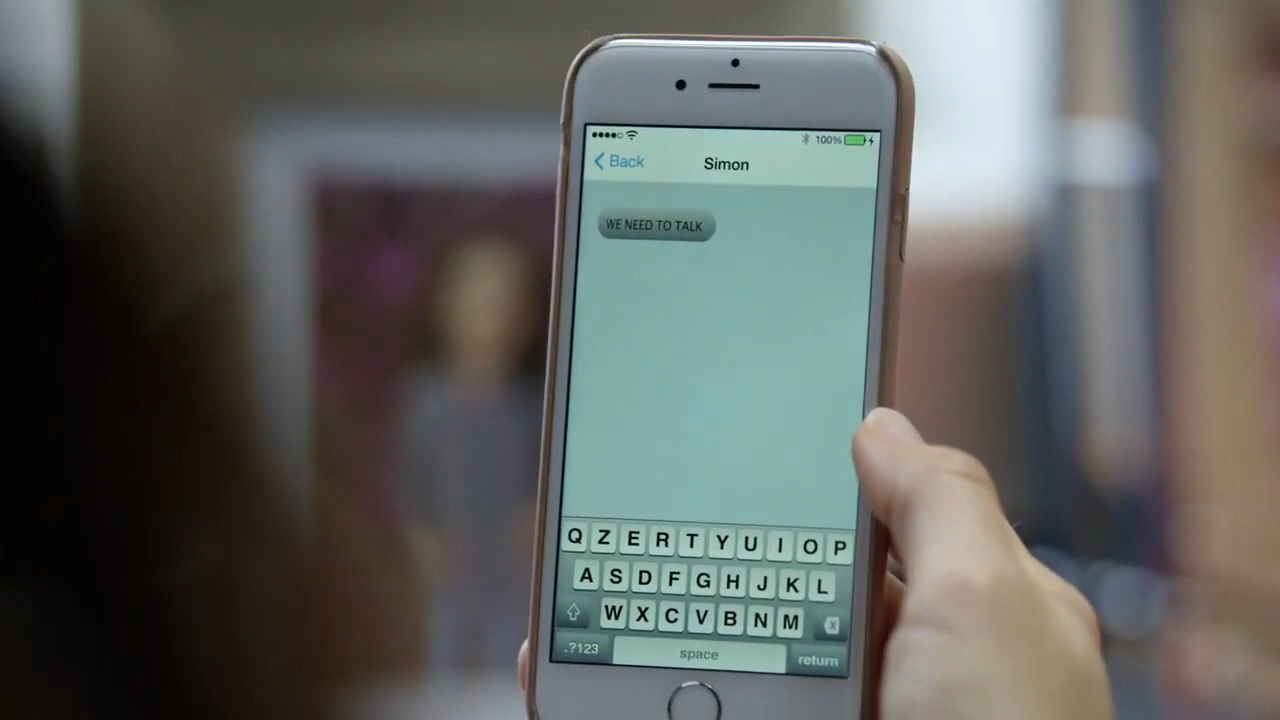 100%
Back
Simon
WE NEED TO TALK
Q Z E R T Y U I O P
A S D F G H J K L
W X C V B N M
.?123
space
return